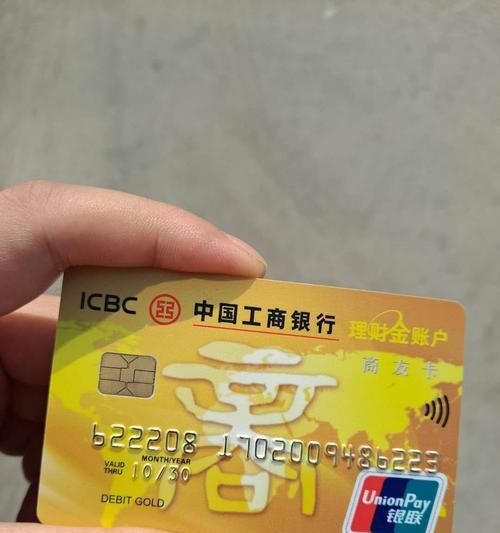 ICBC 中国工商银行
理财金账户
商友卡
商
622208 1702009486223
MONTH/YEAR
VALID THRU 10/30
DEBIT GOLD
UnionPay
银联